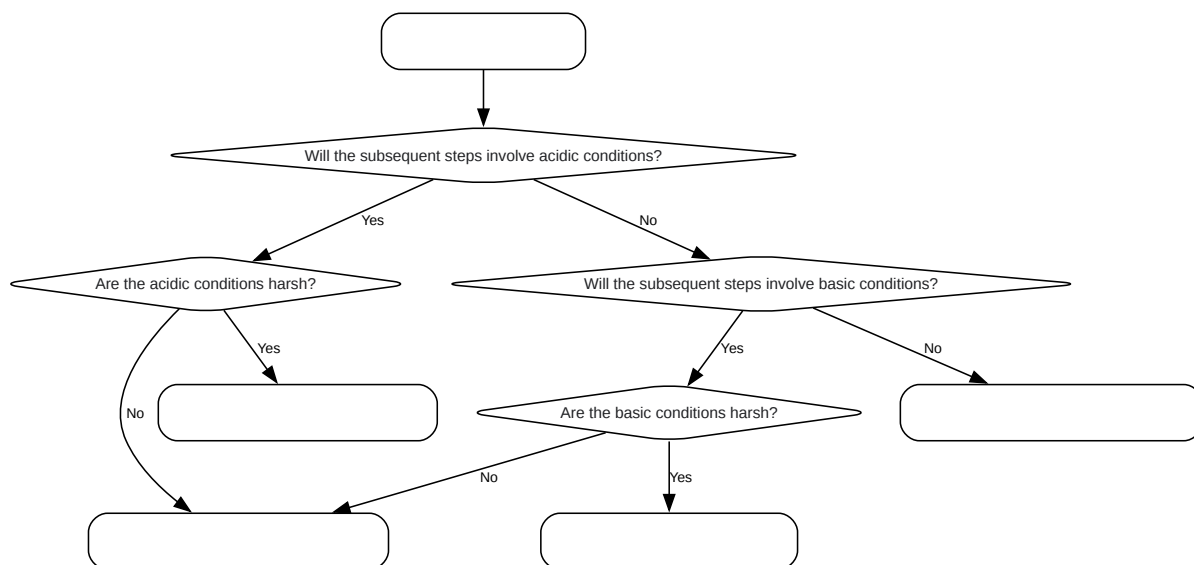 Will the subsequent steps involve acidic conditions?
Yes
No
Are the acidic conditions harsh?
Will the subsequent steps involve basic conditions?
Yes
Yes
No
No
Are the basic conditions harsh?
No
Yes